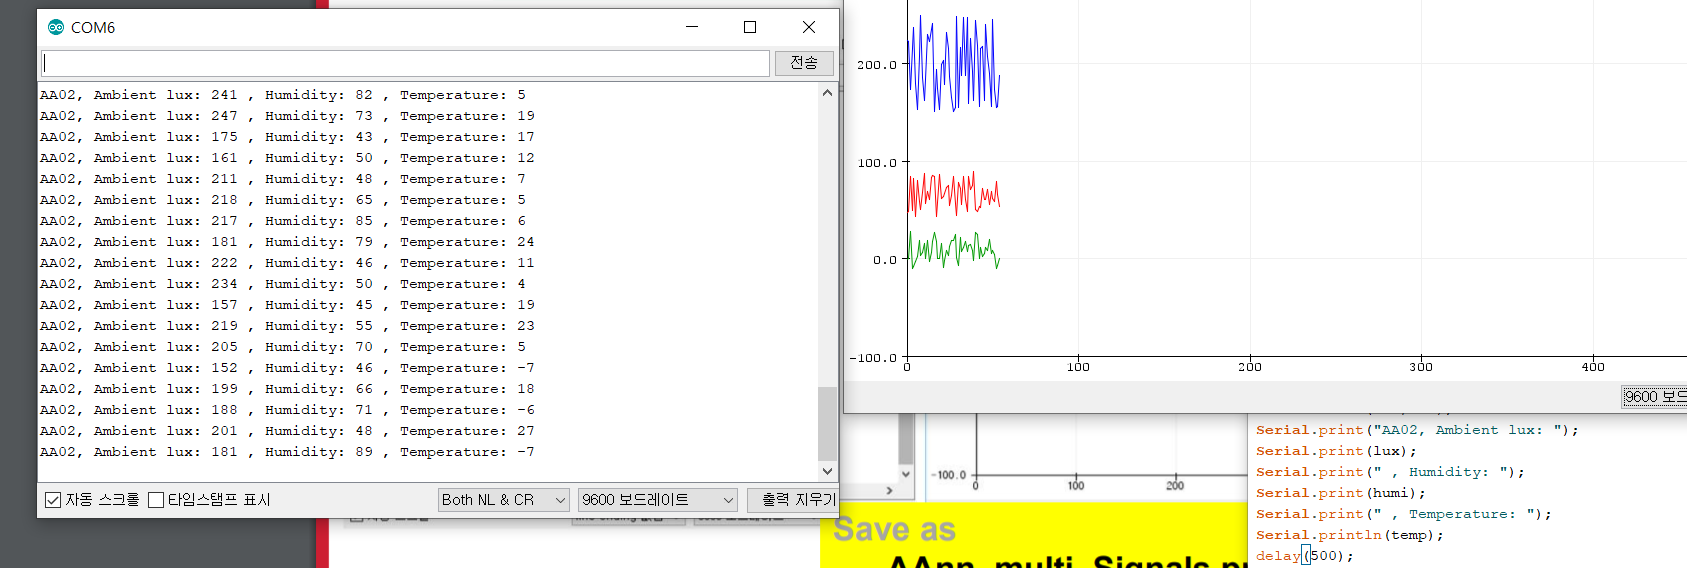 COM6
전송
AA02, Ambient lux: 241 , Humidity: 82 , Temperature: 5
AA02, Ambient lux: 247 , Humidity: 73 , Temperature: 19
AA02, Ambient lux: 175 , Humidity: 43 , Temperature: 17
AA02, Ambient lux: 161 , Humidity: 50 , Temperature: 12
AA02, Ambient lux: 211 , Humidity: 48 , Temperature: 7
AA02, Ambient lux: 218 , Humidity: 65 , Temperature: 5
AA02, Ambient lux: 217 , Humidity: 85 , Temperature: 6
AA02, Ambient lux: 181 , Humidity: 79 , Temperature: 24
AA02, Ambient lux: 222 , Humidity: 46 , Temperature: 11
AA02, Ambient lux: 234 , Humidity: 50 , Temperature: 4
AA02, Ambient lux: 157 , Humidity: 45 , Temperature: 19
AA02, Ambient lux: 219 , Humidity: 55 , Temperature: 23
AA02, Ambient lux: 205 , Humidity: 70 , Temperature: 5
AA02, Ambient lux: 152 , Humidity: 46 , Temperature: -7
AA02, Ambient lux: 199 , Humidity: 66 , Temperature: 18
AA02, Ambient lux: 188 , Humidity: 71 , Temperature: -6
AA02, Ambient lux: 201 , Humidity: 48 , Temperature: 27
AA02, Ambient lux: 181 , Humidity: 89 , Temperature: -7
자동 스크롤 타임스탬프 표시 Both NL & CR 9600 보드레이트 출력 지우기
200.0
100.0
0.0
-100.0
0 100 200 300 400
9600 보드
-100.0
0 100 200
Serial.print("AA02, Ambient lux: ");
Serial.print(lux);
Serial.print(" , Humidity: ");
Serial.print(humi);
Serial.print(" , Temperature: ");
Serial.println(temp);
delay(500);
Save as
AAnn multi Signals